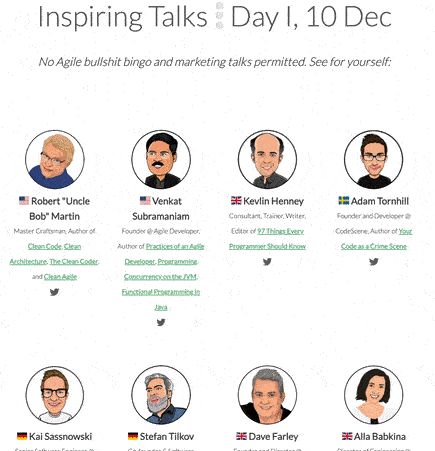 Inspiring Talks Day I, 10 Dec
No Agile bullshit bingo and marketing talks permitted. See for yourself:
Robert "Uncle
Bob" Martin
Master Craftsman, Author of
Clean Code, Clean
Architecture, The Clean Coder,
and Clean Agile
Venkat
Subramaniam
Founder @ Agile Developer,
Author of Practices of an Agile
Developer, Programming
Concurrency on the JVM,
Functional Programming in
Java
Kevlin Henney
Consultant, Trainer, Writer,
Editor of 97 Things Every
Programmer Should Know
Adam Tornhill
Founder and Developer @
CodeScene, Author of Your
Code as a Crime Scene
Kai Sassnowski
Stefan Tilkov
Dave Farley
Alla Babkina